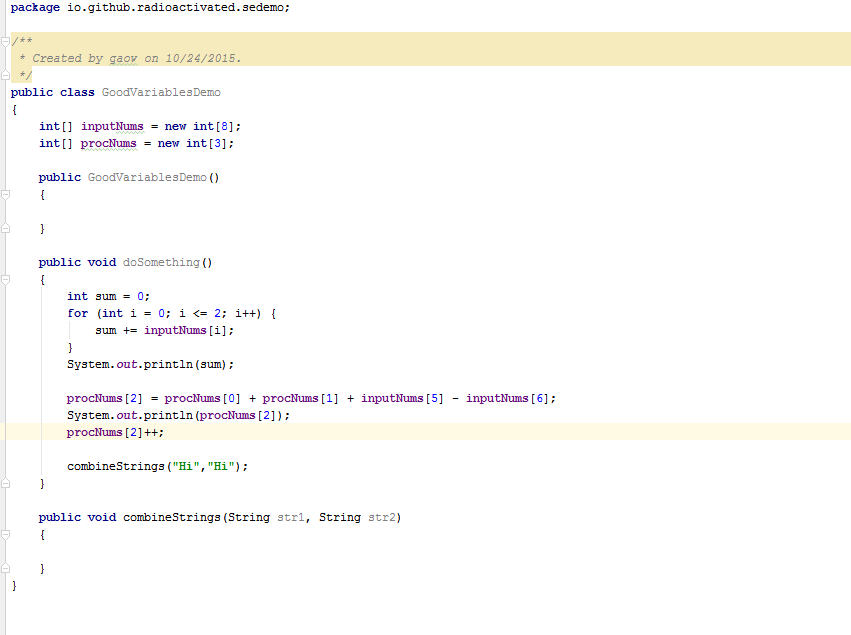 package io.github.radioactivated.sedemo;
/**
 * Created by gaow on 10/24/2015.
 */
public class GoodVariablesDemo
{
    int[] inputNums = new int[8];
    int[] procNums = new int[3];
    public GoodVariablesDemo()
    {
    }
    public void doSomething()
    {
        int sum = 0;
        for (int i = 0; i <= 2; i++) {
            sum += inputNums[i];
        }
        System.out.println(sum);
        procNums[2] = procNums[0] + procNums[1] + inputNums[5] - inputNums[6];
        System.out.println(procNums[2]);
        procNums[2]++;
        combineStrings("Hi","Hi");
    }
    public void combineStrings(String str1, String str2)
    {
    }
}